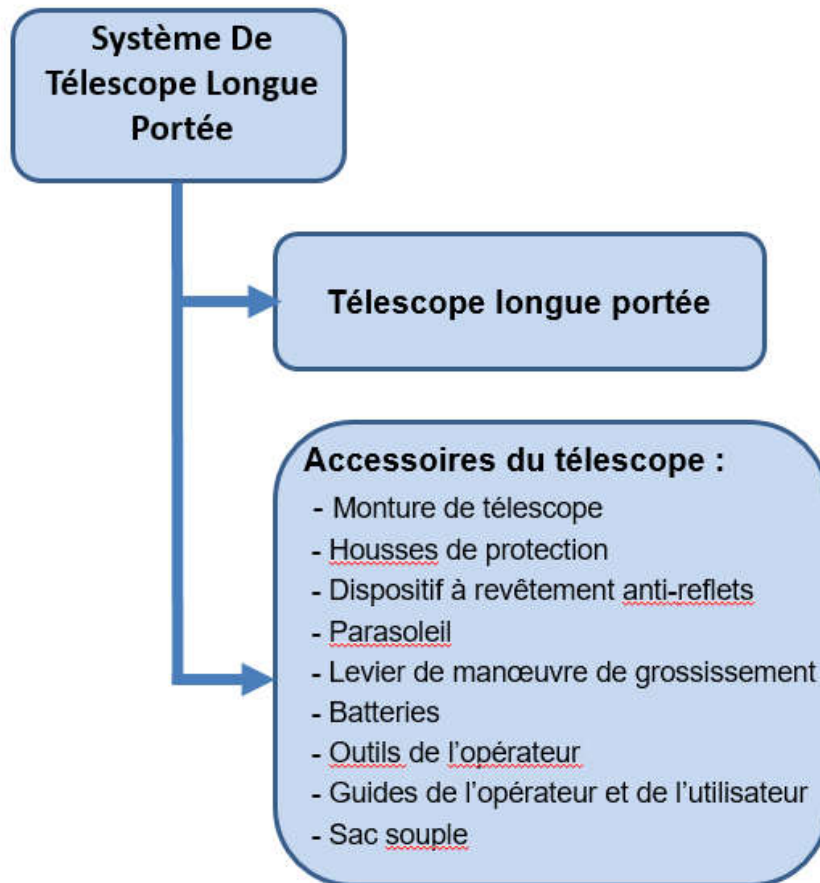 Système De
Télescope Longue
Portée
Télescope longue portée
Accessoires du télescope :
- Monture de télescope
- Housses de protection
- Dispositif à revêtement anti-reflets
- Parasoleil
- Levier de manœuvre de grossissement
- Batteries
- Outils de l’opérateur
- Guides de l’opérateur et de l’utilisateur
- Sac souple